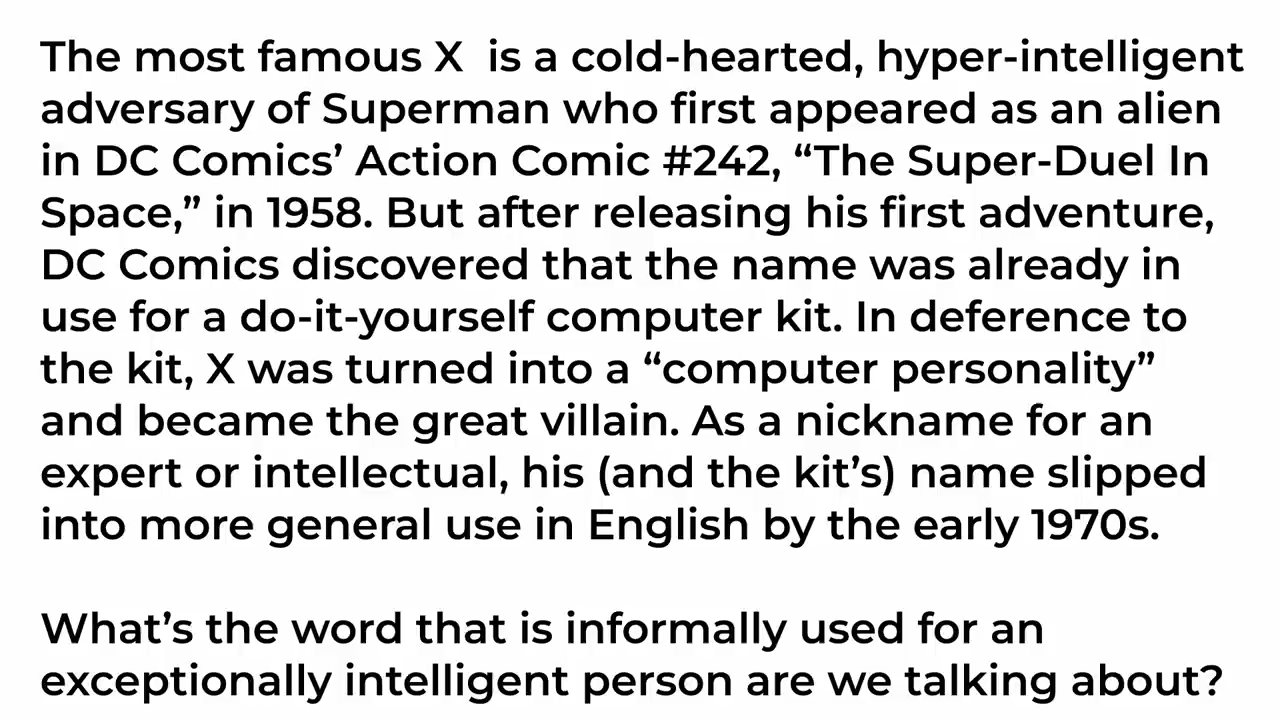 The most famous X is a cold-hearted, hyper-intelligent
adversary of Superman who first appeared as an alien
in DC Comics’ Action Comic #242, “The Super-Duel In
Space,” in 1958. But after releasing his first adventure,
DC Comics discovered that the name was already in
use for a do-it-yourself computer kit. In deference to
the kit, X was turned into a “computer personality”
and became the great villain. As a nickname for an
expert or intellectual, his (and the kit’s) name slipped
into more general use in English by the early 1970s.
What’s the word that is informally used for an
exceptionally intelligent person are we talking about?